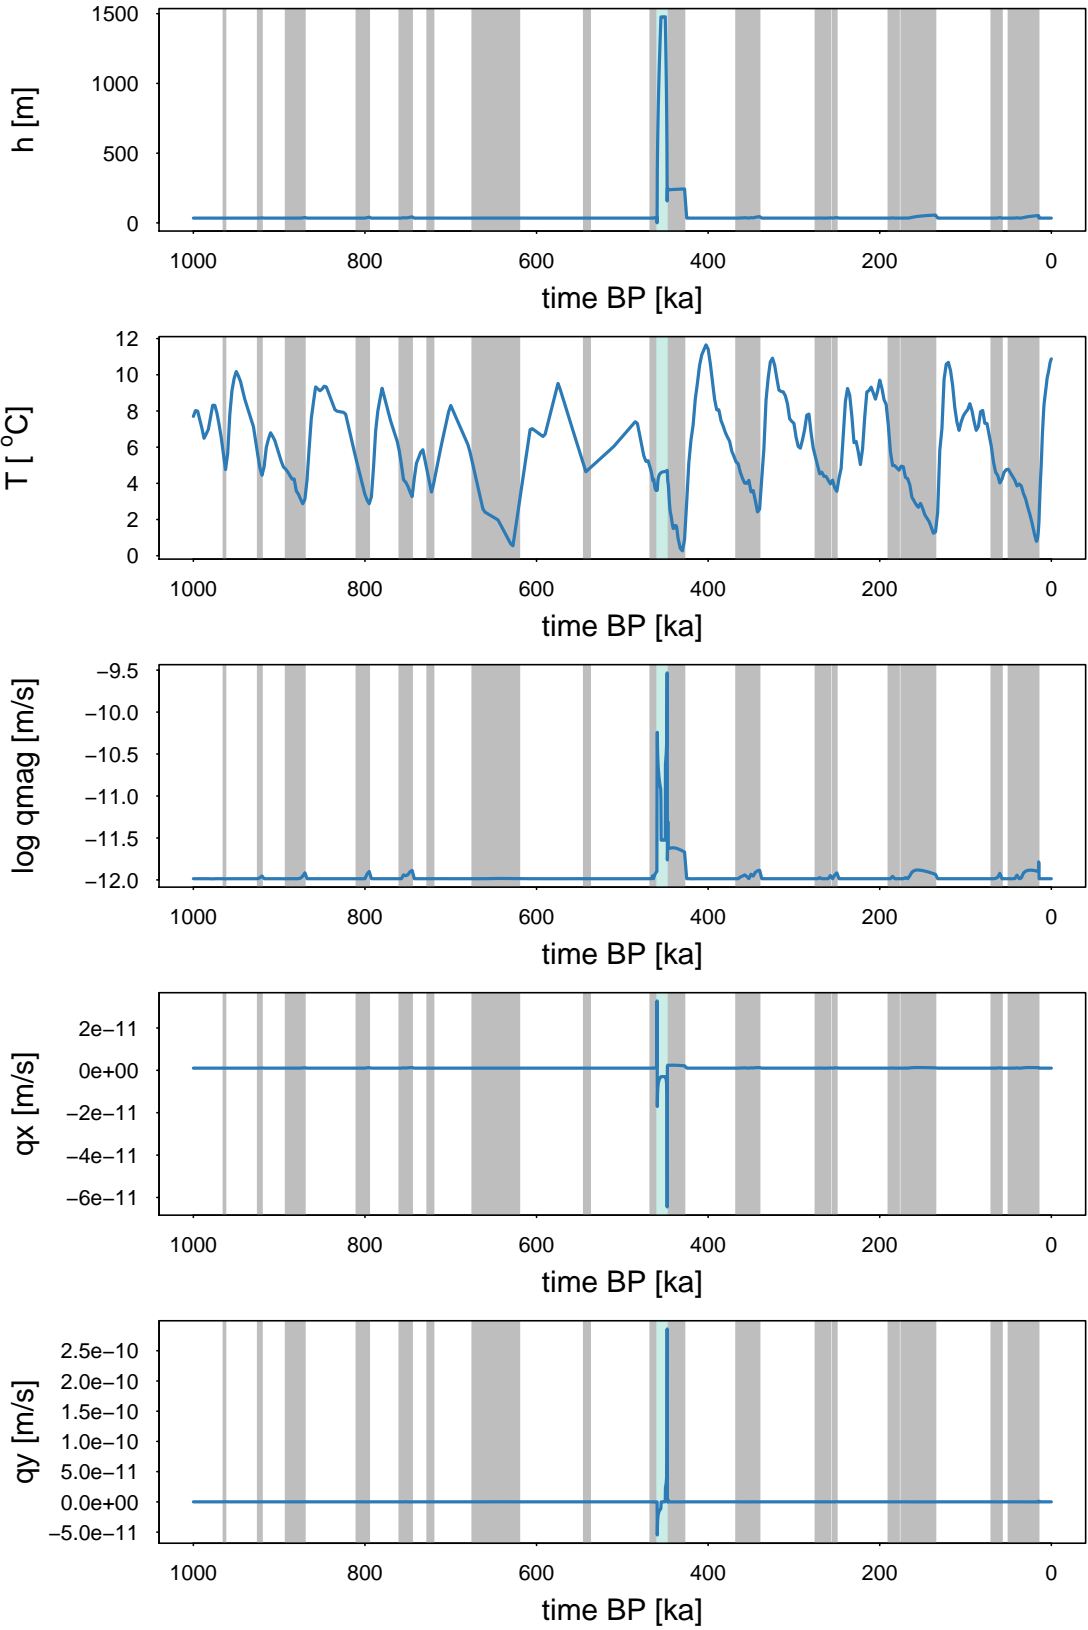 h [m]
1500
1000
500
0
1000 800 600 400 200 0
time BP [ka]
T [ °C]
12
10
8
6
4
2
0
1000 800 600 400 200 0
time BP [ka]
log qmag [m/s]
−9.5
−10.0
−10.5
−11.0
−11.5
−12.0
1000 800 600 400 200 0
time BP [ka]
qx [m/s]
2e−11
0e+00
−2e−11
−4e−11
−6e−11
1000 800 600 400 200 0
time BP [ka]
qy [m/s]
2.5e−10
2.0e−10
1.5e−10
1.0e−10
5.0e−11
0.0e+00
−5.0e−11
1000 800 600 400 200 0
time BP [ka]